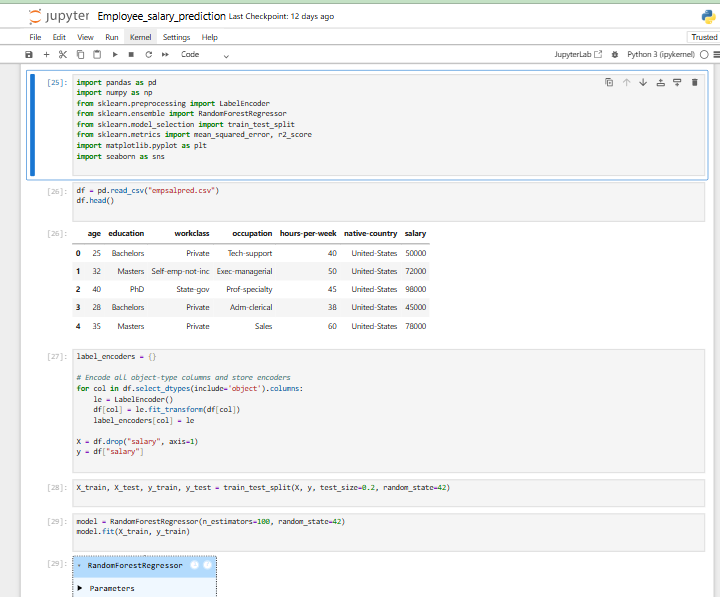 jupyter Employee_salary_prediction Last Checkpoint: 12 days ago
File Edit View Run Kernel Settings Help Trusted
Code JupyterLab Python 3 (ipykernel)
[25]: import pandas as pd
import numpy as np
from sklearn.preprocessing import LabelEncoder
from sklearn.ensemble import RandomForestRegressor
from sklearn.model_selection import train_test_split
from sklearn.metrics import mean_squared_error, r2_score
import matplotlib.pyplot as plt
import seaborn as sns
[26]: df = pd.read_csv("empsalpred.csv")
df.head()
[26]: age education workclass occupation hours-per-week native-country salary
0 25 Bachelors Private Tech-support 40 United-States 50000
1 32 Masters Self-emp-not-inc Exec-managerial 50 United-States 72000
2 40 PhD State-gov Prof-specialty 45 United-States 98000
3 28 Bachelors Private Adm-clerical 38 United-States 45000
4 35 Masters Private Sales 60 United-States 78000
[27]: label_encoders = {}
# Encode all object-type columns and store encoders
for col in df.select_dtypes(include='object').columns:
le = LabelEncoder()
df[col] = le.fit_transform(df[col])
label_encoders[col] = le
X = df.drop("salary", axis=1)
y = df["salary"]
[28]: X_train, X_test, y_train, y_test = train_test_split(X, y, test_size=0.2, random_state=42)
[29]: model = RandomForestRegressor(n_estimators=100, random_state=42)
model.fit(X_train, y_train)
[29]: RandomForestRegressor
Parameters